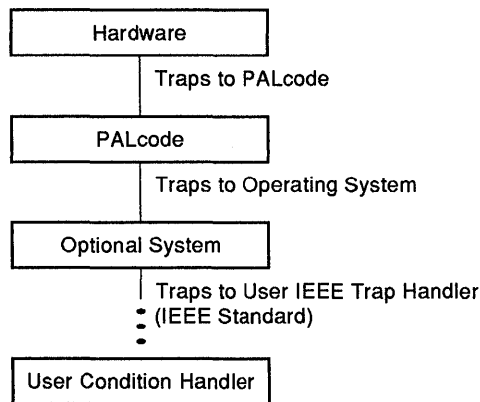 Hardware
Traps to PALcode
PALcode
Traps to Operating System
Optional System
Traps to User IEEE Trap Handler
(IEEE Standard)
User Condition Handler